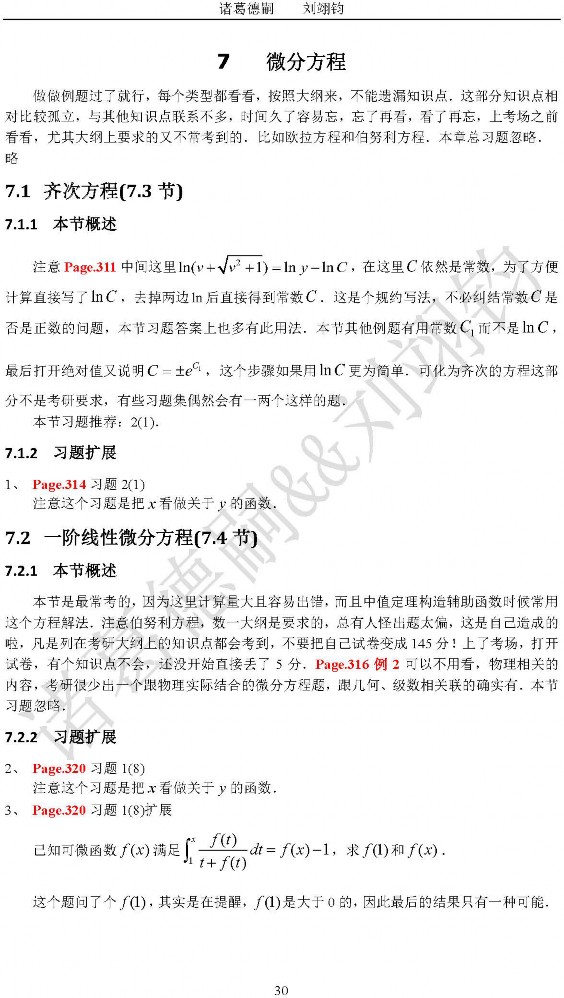 诸葛德嗣 刘翊钧
7 微分方程
做做例题过了就行，每个类型都看看，按照大纲来，不能遗漏知识点．这部分知识点相
对比较孤立，与其他知识点联系不多，时间久了容易忘，忘了再看，看了再忘，上考场之前
看看，尤其大纲上要求的又不常考到的．比如欧拉方程和伯努利方程．本章总习题忽略．
略
7.1 齐次方程(7.3 节)
7.1.1 本节概述
注意 Page.311 中间这里 ln(v+√(v²+1)) = ln y − ln C，在这里 C 依然是常数，为了方便
计算直接写了 ln C，去掉两边 ln 后直接得到常数 C．这是个规约写法，不必纠结常数 C 是
否是正数的问题，本节习题答案上也多有此用法．本节其他例题有用常数 C₁ 而不是 ln C，
最后打开绝对值又说明 C = ±e^{C₁}，这个步骤如果用 ln C 更为简单．可化为齐次的方程这部
分不是考研要求，有些习题集偶然会有一两个这样的题．
本节习题推荐：2(1)．
7.1.2 习题扩展
1、 Page.314 习题 2(1)
注意这个习题是把 x 看做关于 y 的函数．
7.2 一阶线性微分方程(7.4 节)
7.2.1 本节概述
本节是最常考的，因为这里计算量大且容易出错，而且中值定理构造辅助函数时候常用
这个方程解法．注意伯努利方程，数一大纲是要求的，总有人怪出题太偏，这是自己造成的
啦，凡是列在考研大纲上的知识点都会考到，不要把自己试卷变成 145 分！上了考场，打开
试卷，有个知识点不会，还没开始直接丢了 5 分．Page.316 例 2 可以不用看，物理相关的
内容，考研很少出一个跟物理实际结合的微分方程题，跟几何、级数相关联的确实有．本节
习题忽略．
7.2.2 习题扩展
2、 Page.320 习题 1(8)
注意这个习题是把 x 看做关于 y 的函数．
3、 Page.320 习题 1(8)扩展
已知可微函数 f(x) 满足 ∫₁ˣ f(t)/(t+f(t)) dt = f(x)−1，求 f(1) 和 f(x)．
这个题问了个 f(1)，其实是在提醒，f(1) 是大于 0 的，因此最后的结果只有一种可能．
30
诸葛德嗣&&刘翊钧